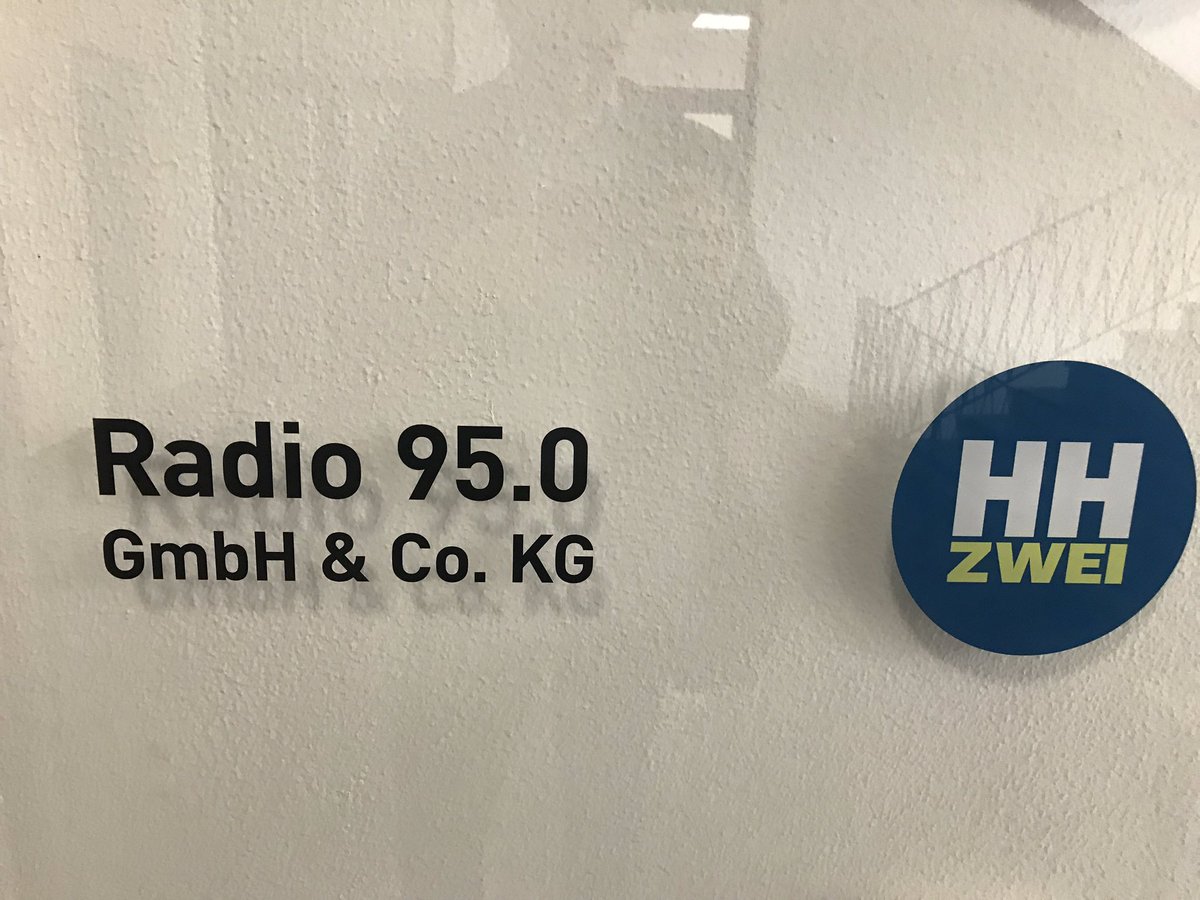 Radio 95.0
GmbH & Co. KG
HH
ZWEI